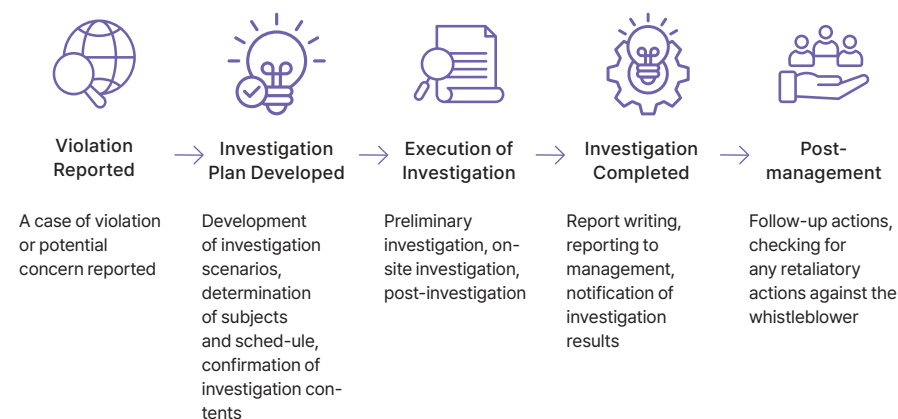 Violation
Reported
Investigation
Plan Developed
Execution of
Investigation
Investigation
Completed
Post-
management
A case of violation
or potential
concern reported
Development
of investigation
scenarios,
determination
of subjects
and sched-ule,
confirmation of
investigation con-
tents
Preliminary
investigation, on-
site investigation,
post-investigation
Report writing,
reporting to
management,
notification of
investigation
results
Follow-up actions,
checking for
any retaliatory
actions against the
whistleblower